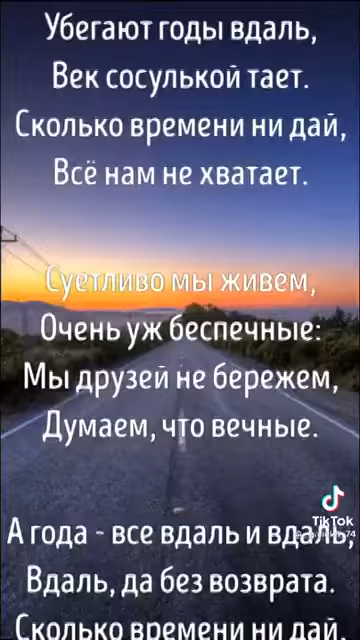 Убегают годы вдаль,
Век сосулькой тает.
Сколько времени ни дай,
Всё нам не хватает.
Суетливо мы живем,
Очень уж беспечные:
Мы друзей не бережем,
Думаем, что вечные.
TikTok
А года - все вдаль и вдаль,
Вдаль, да без возврата.
Сколько времени ни дай,